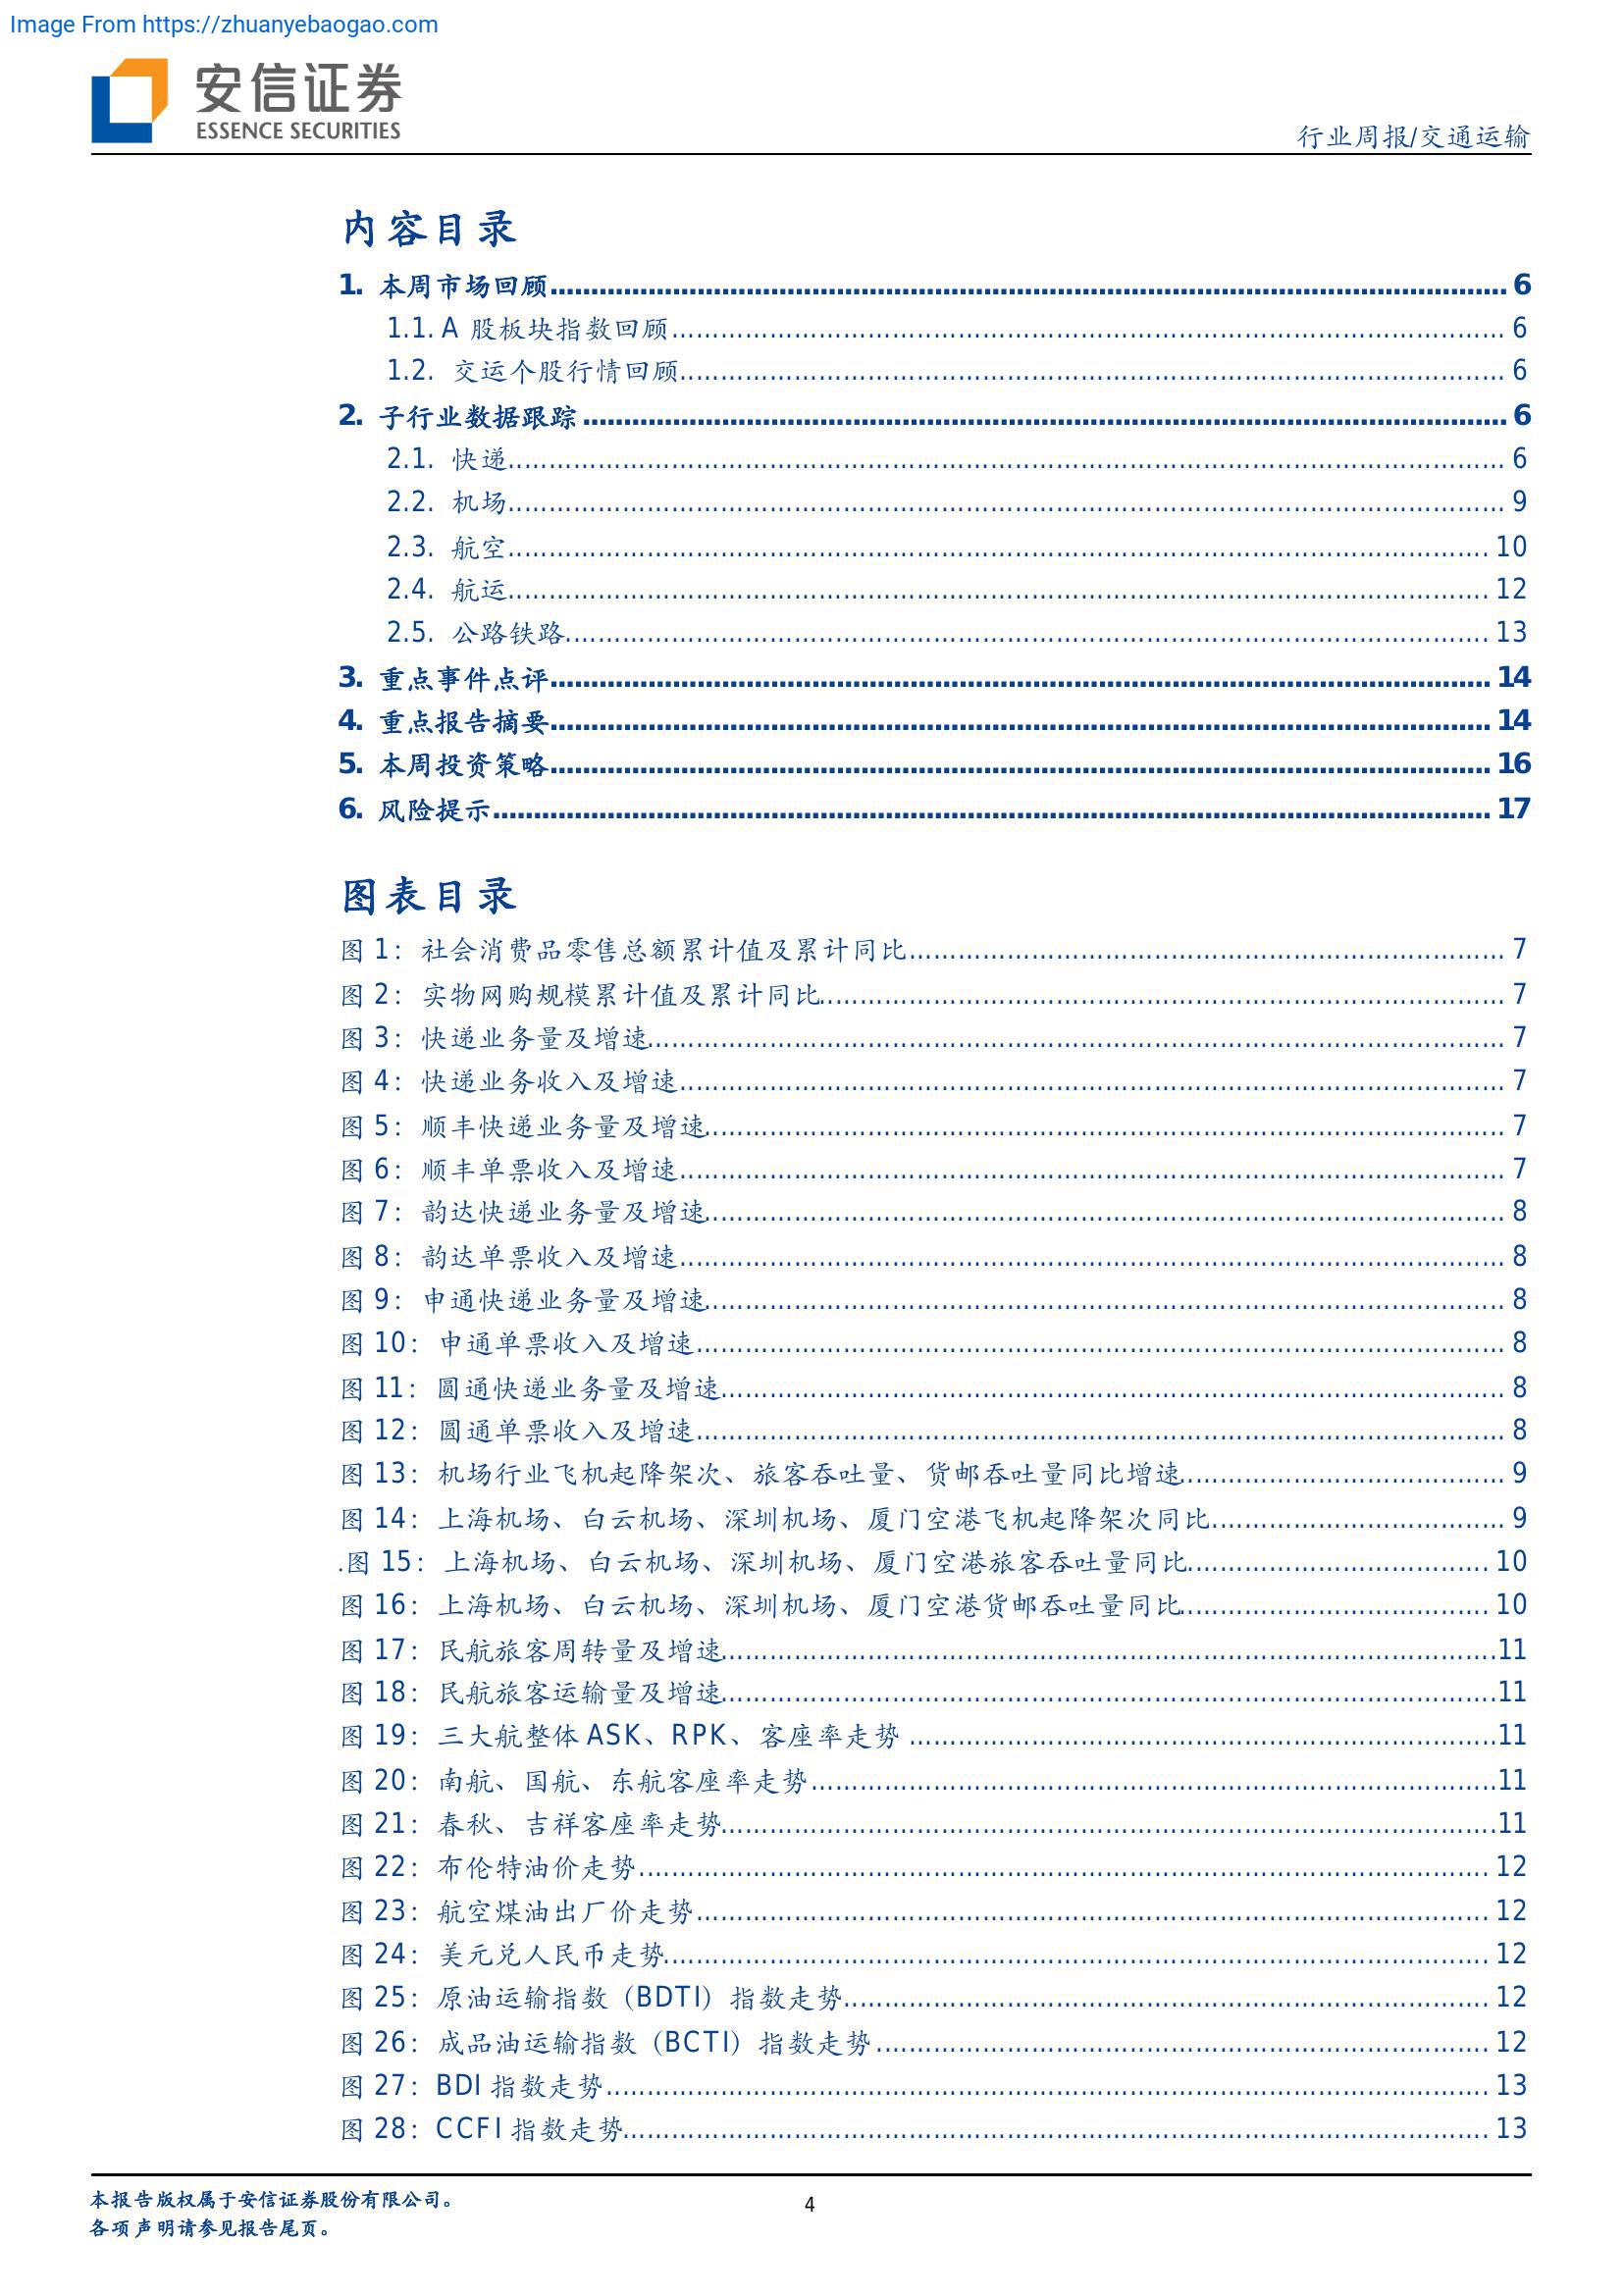 Image From https://zhuanyebaogao.com
安信证券
ESSENCE SECURITIES
行业周报/交通运输
内容目录
1. 本周市场回顾 6
1.1. A 股板块指数回顾 6
1.2. 交运个股行情回顾 6
2. 子行业数据跟踪 6
2.1. 快递 6
2.2. 机场 9
2.3. 航空 10
2.4. 航运 12
2.5. 公路铁路 13
3. 重点事件点评 14
4. 重点报告摘要 14
5. 本周投资策略 16
6. 风险提示 17
图表目录
图 1：社会消费品零售总额累计值及累计同比 7
图 2：实物网购规模累计值及累计同比 7
图 3：快递业务量及增速 7
图 4：快递业务收入及增速 7
图 5：顺丰快递业务量及增速 7
图 6：顺丰单票收入及增速 7
图 7：韵达快递业务量及增速 8
图 8：韵达单票收入及增速 8
图 9：申通快递业务量及增速 8
图 10：申通单票收入及增速 8
图 11：圆通快递业务量及增速 8
图 12：圆通单票收入及增速 8
图 13：机场行业飞机起降架次、旅客吞吐量、货邮吞吐量同比增速 9
图 14：上海机场、白云机场、深圳机场、厦门空港飞机起降架次同比 9
.图 15：上海机场、白云机场、深圳机场、厦门空港旅客吞吐量同比 10
图 16：上海机场、白云机场、深圳机场、厦门空港货邮吞吐量同比 10
图 17：民航旅客周转量及增速 11
图 18：民航旅客运输量及增速 11
图 19：三大航整体 ASK、RPK、客座率走势 11
图 20：南航、国航、东航客座率走势 11
图 21：春秋、吉祥客座率走势 11
图 22：布伦特油价走势 12
图 23：航空煤油出厂价走势 12
图 24：美元兑人民币走势 12
图 25：原油运输指数（BDTI）指数走势 12
图 26：成品油运输指数（BCTI）指数走势 12
图 27：BDI 指数走势 13
图 28：CCFI 指数走势 13
本报告版权属于安信证券股份有限公司。
各项声明请参见报告尾页。
4